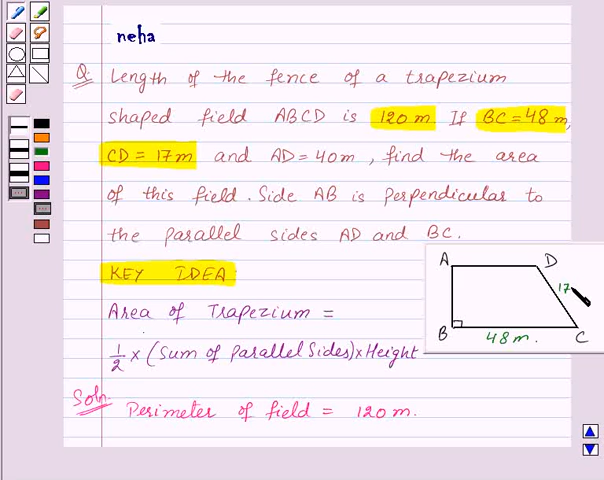 neha
Q. Length of the fence of a trapezium
shaped field ABCD is 120 m. If BC = 48 m,
CD = 17 m and AD = 40 m, find the area
of this field. Side AB is perpendicular to
the parallel sides AD and BC.
KEY IDEA
Area of Trapezium =
1/2 × (Sum of parallel Sides) × Height
Soln. Perimeter of field = 120 m.
A D
17
B 48 m. C